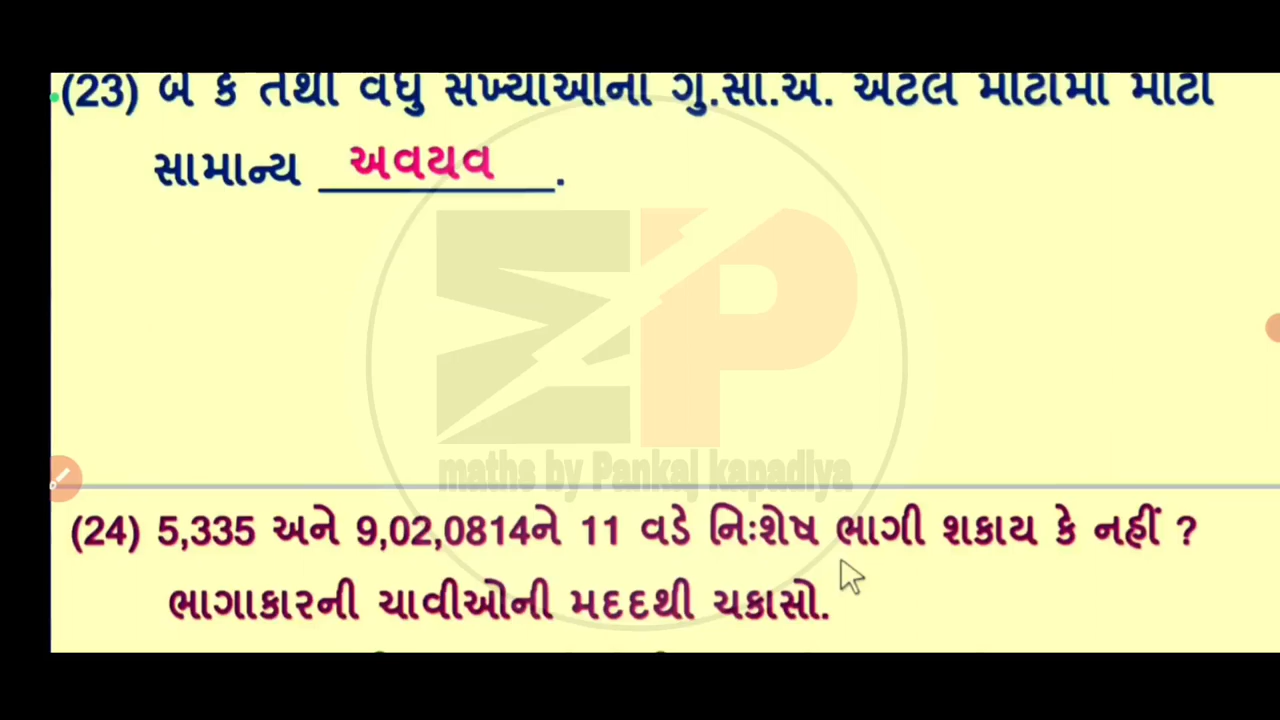 (23) બે કે તેથી વધુ સંખ્યાઓનો ગુ.સા.અ. એટલે મોટામાં મોટો
સામાન્ય અવયવ.
maths by Pankaj kapadiya
(24) 5,335 અને 9,02,0814ને 11 વડે નિઃશેષ ભાગી શકાય કે નહીં ?
ભાગાકારની ચાવીઓની મદદથી ચકાસો.